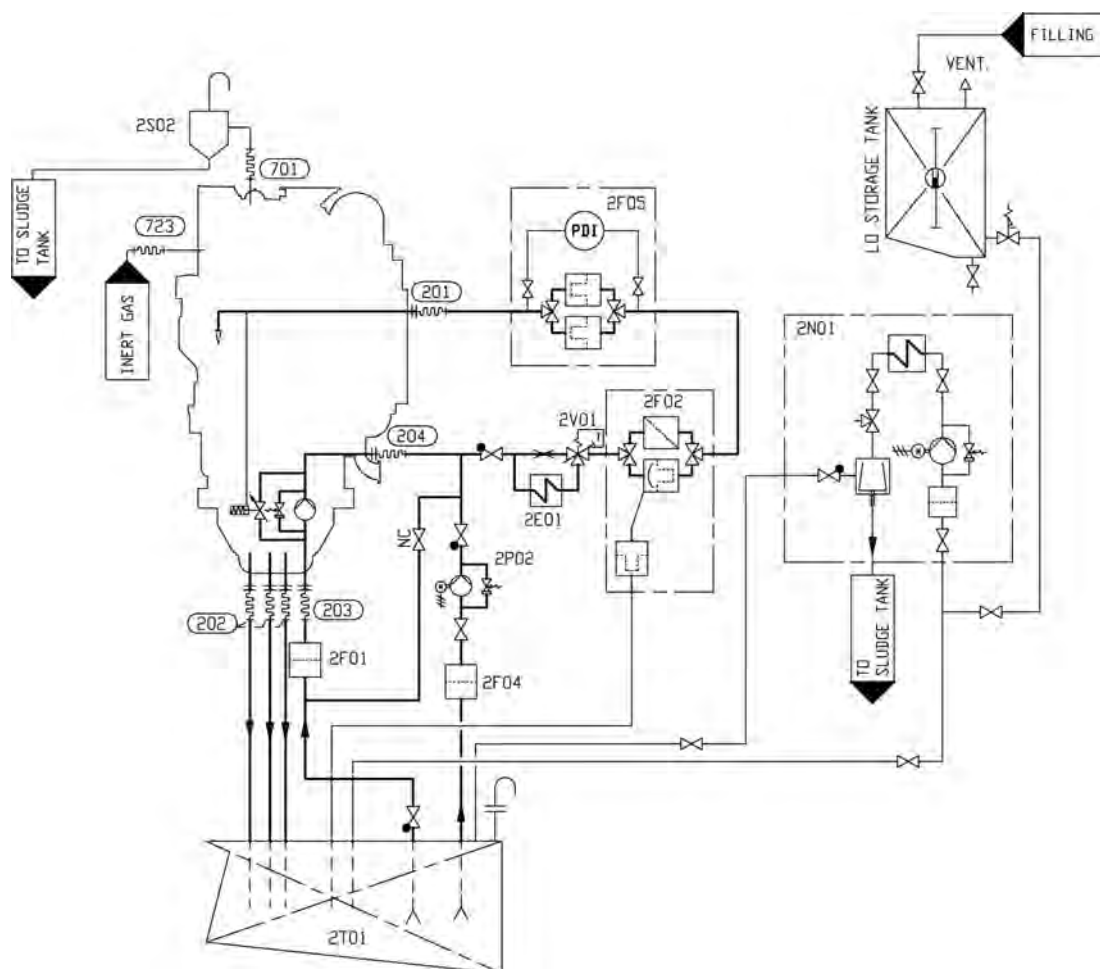 FILLING
VENT.
2S02
701
LO STORAGE TANK
TO SLUDGE
TANK
723
2F05
PDI
INERT GAS
201
2N01
2V01
2F02
T
204
2E01
NC
2P02
202
203
2F01
2F04
TO
SLUDGE TANK
2T01